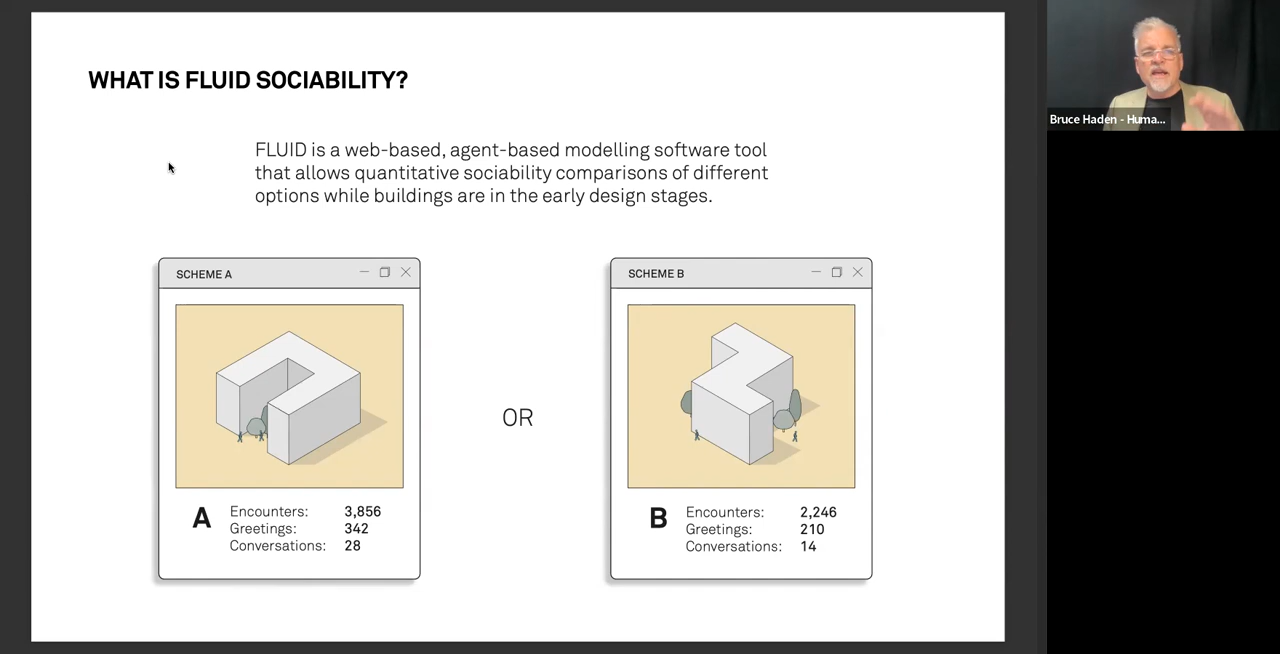 WHAT IS FLUID SOCIABILITY?
FLUID is a web-based, agent-based modelling software tool
that allows quantitative sociability comparisons of different
options while buildings are in the early design stages.
SCHEME A
A
Encounters: 3,856
Greetings: 342
Conversations: 28
OR
SCHEME B
B
Encounters: 2,246
Greetings: 210
Conversations: 14
Bruce Haden - Huma...